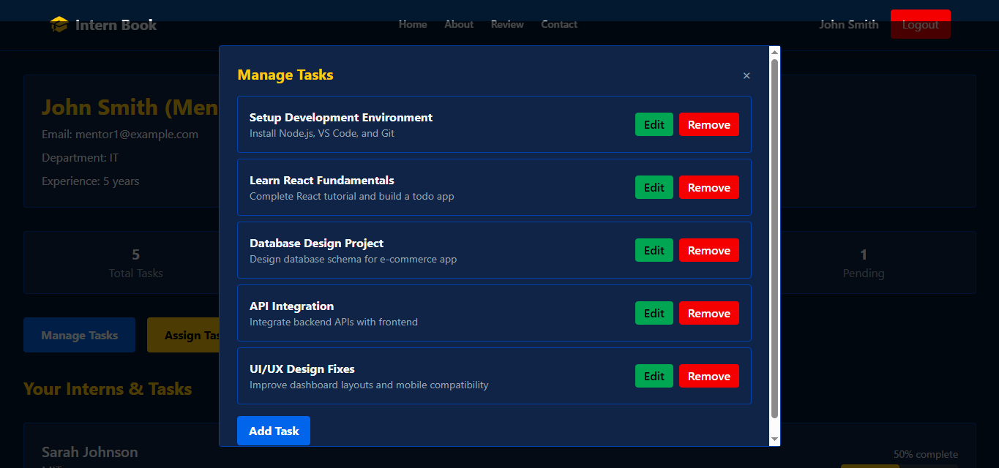 Intern Book
Home About Review Contact
John Smith
Logout
John Smith (Men
Email: mentor1@example.com
Department: IT
Experience: 5 years
5
Total Tasks
1
Pending
Manage Tasks
Assign Tas
Your Interns & Tasks
Sarah Johnson
50% complete
Manage Tasks
×
Setup Development Environment
Install Node.js, VS Code, and Git
Edit Remove
Learn React Fundamentals
Complete React tutorial and build a todo app
Edit Remove
Database Design Project
Design database schema for e-commerce app
Edit Remove
API Integration
Integrate backend APIs with frontend
Edit Remove
UI/UX Design Fixes
Improve dashboard layouts and mobile compatibility
Edit Remove
Add Task